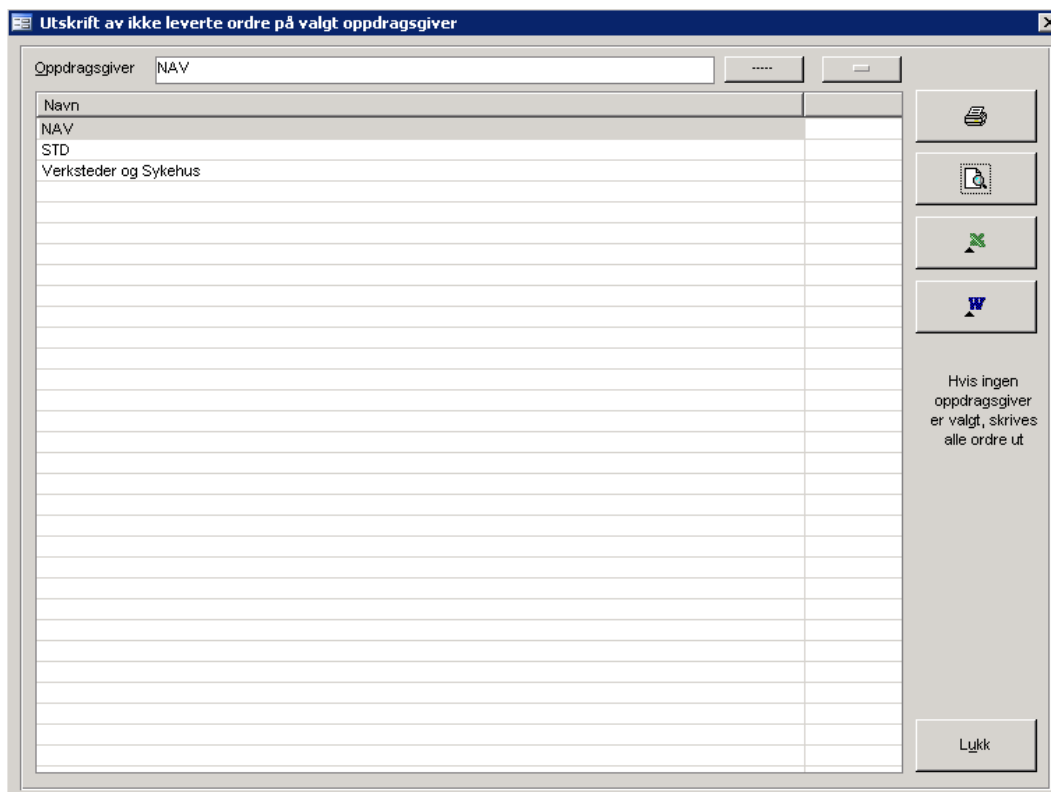 Utskrift av ikke leverte ordre på valgt oppdragsgiver
Oppdragsgiver NAV -----
Navn
NAV
STD
Verksteder og Sykehus
W
Hvis ingen
oppdragsgiver
er valgt, skrives
alle ordre ut
Lukk